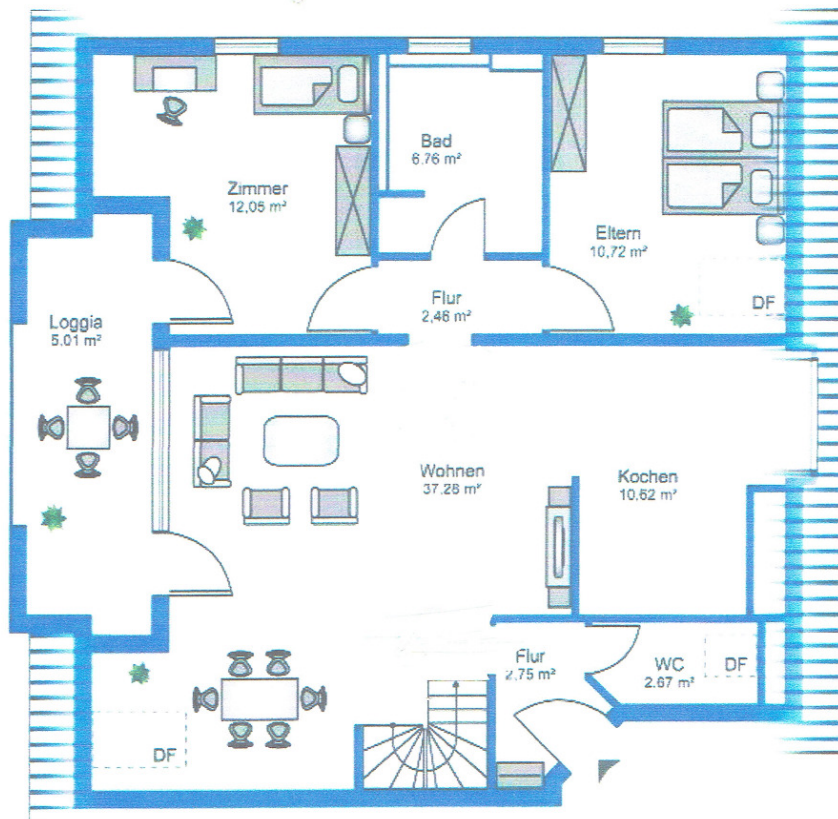 Bad
6.76 m²
Zimmer
12,05 m²
Eltern
10,72 m²
DF
Flur
2,46 m²
Loggia
5.01 m²
Wohnen
37.28 m²
Kochen
10.62 m²
Flur
2,75 m²
WC
2.67 m²
DF
DF